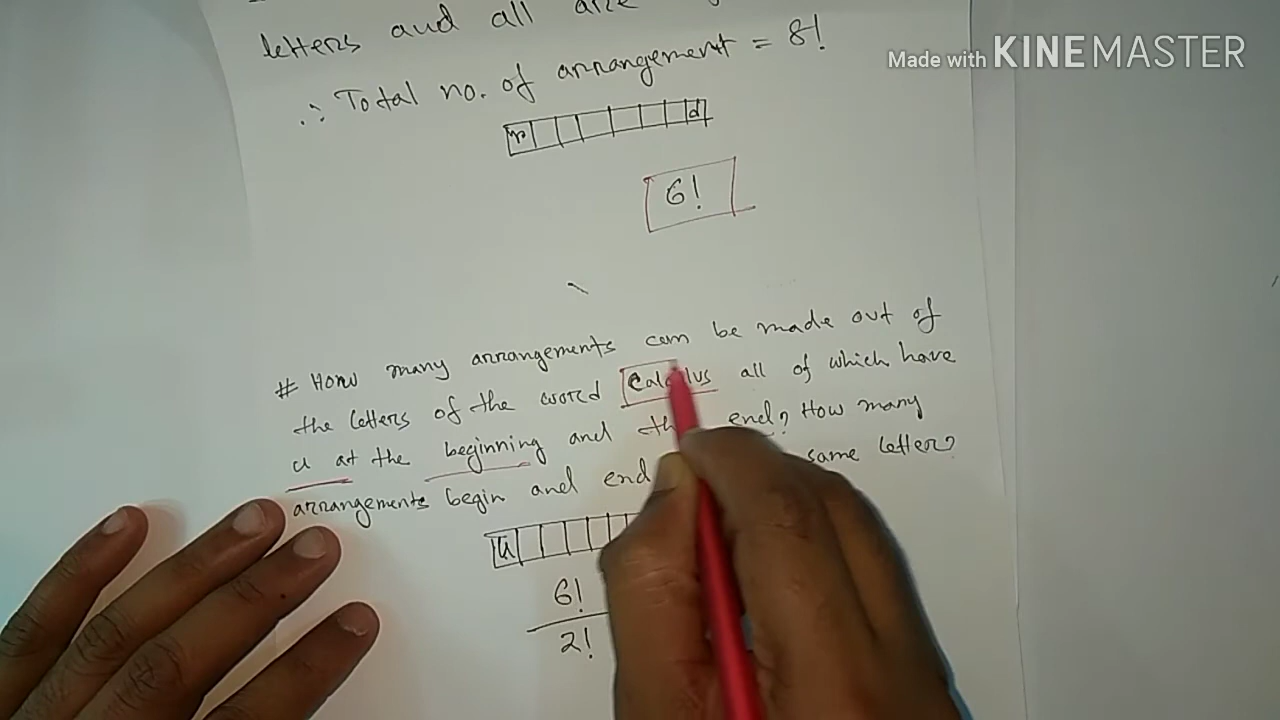 letters and all are
∴ Total no. of arrangement = 8!
Made with KINEMASTER
d
6!
# How many arrangements can be made out of
the letters of the word Calculus all of which have
u at the beginning and the end? How many
arrangements begin and end same letter?
u
6!
2!